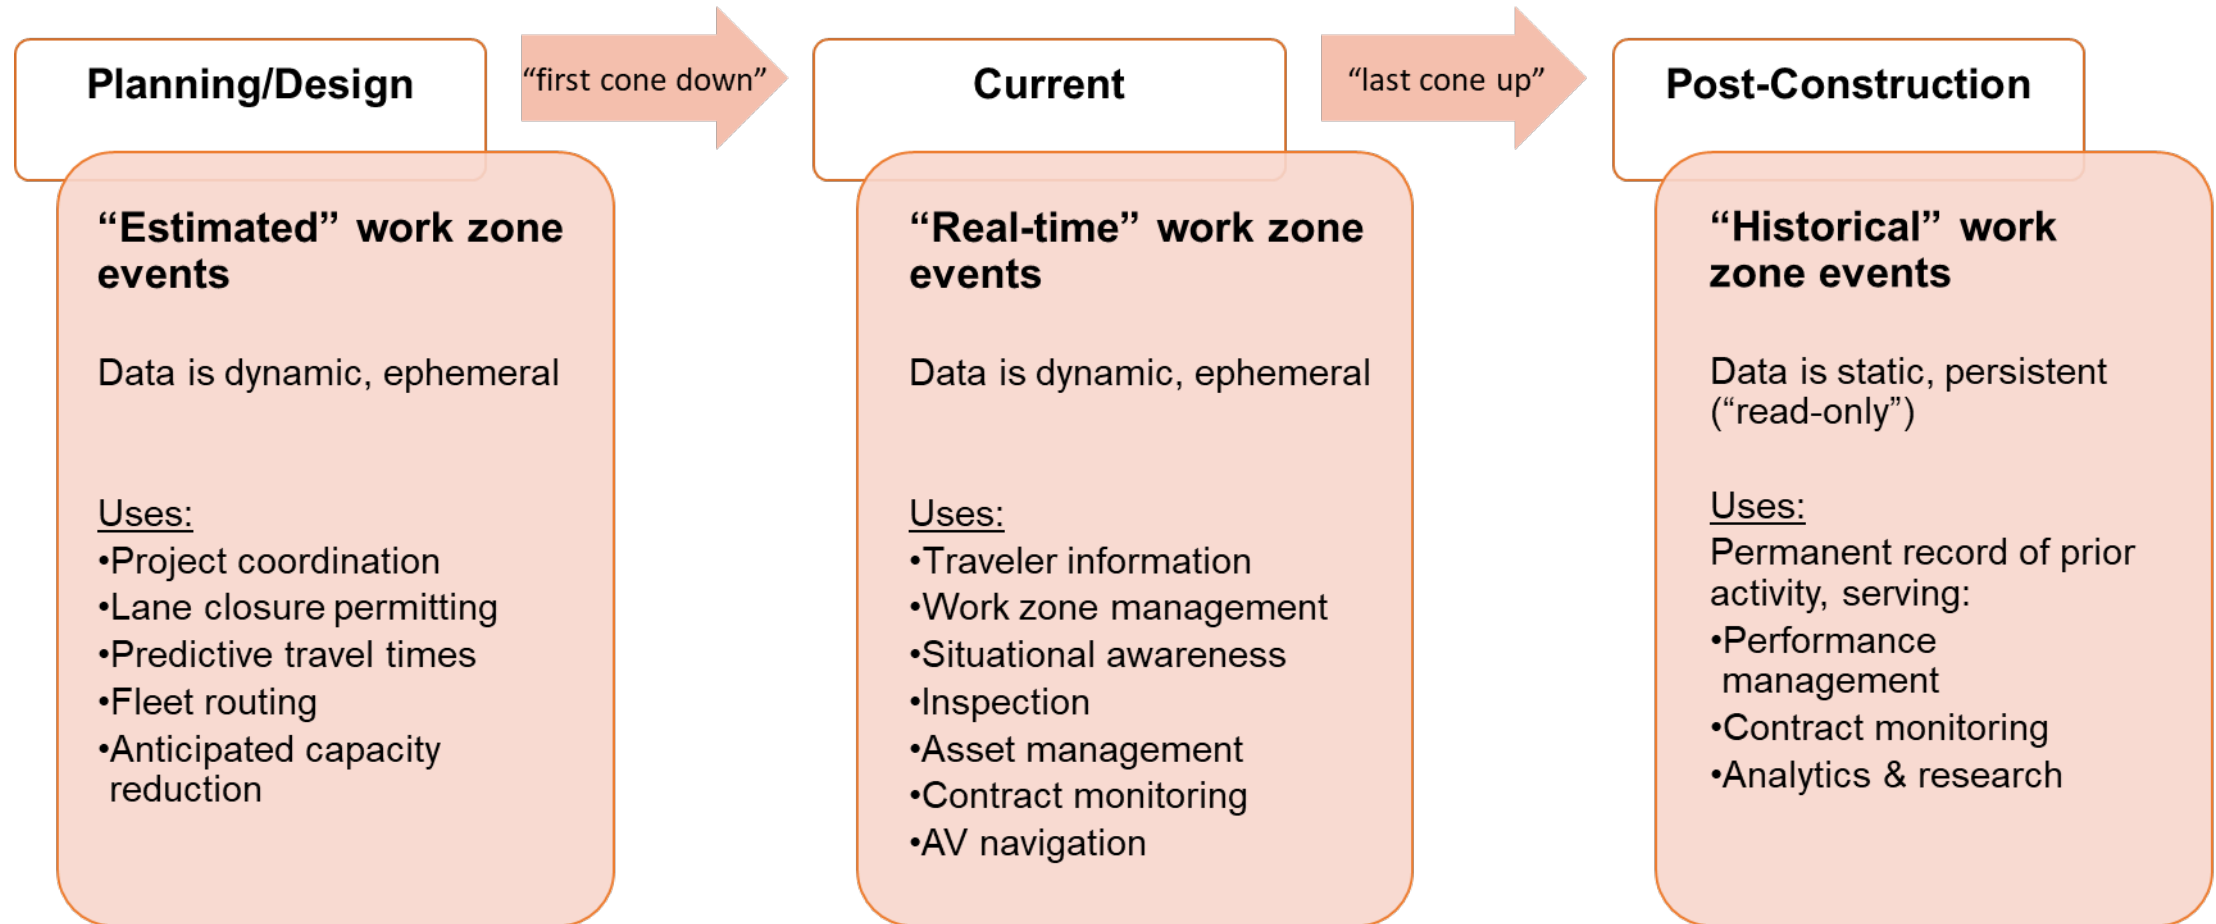 Planning/Design
“first cone down”
Current
“last cone up”
Post-Construction
“Estimated” work zone
events
Data is dynamic, ephemeral
Uses:
•Project coordination
•Lane closure permitting
•Predictive travel times
•Fleet routing
•Anticipated capacity
reduction
“Real-time” work zone
events
Data is dynamic, ephemeral
Uses:
•Traveler information
•Work zone management
•Situational awareness
•Inspection
•Asset management
•Contract monitoring
•AV navigation
“Historical” work
zone events
Data is static, persistent
(“read-only”)
Uses:
Permanent record of prior
activity, serving:
•Performance
management
•Contract monitoring
•Analytics & research